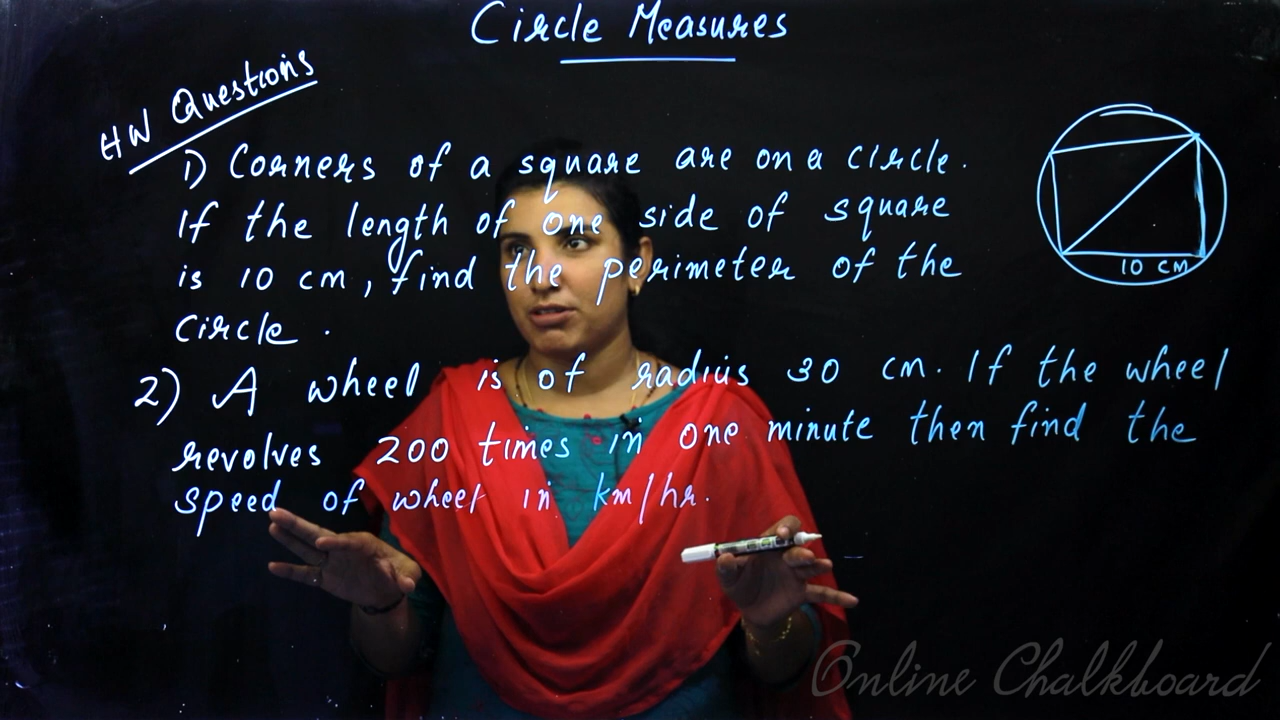 Circle Measures
HW Questions
1) Corners of a square are on a circle.
If the length of one side of square
is 10 cm, find the perimeter of the
circle.
10 CM
2) A wheel is of radius 30 cm. If the wheel
revolves 200 times in one minute then find the
speed of wheel in km/hr.
Online Chalkboard